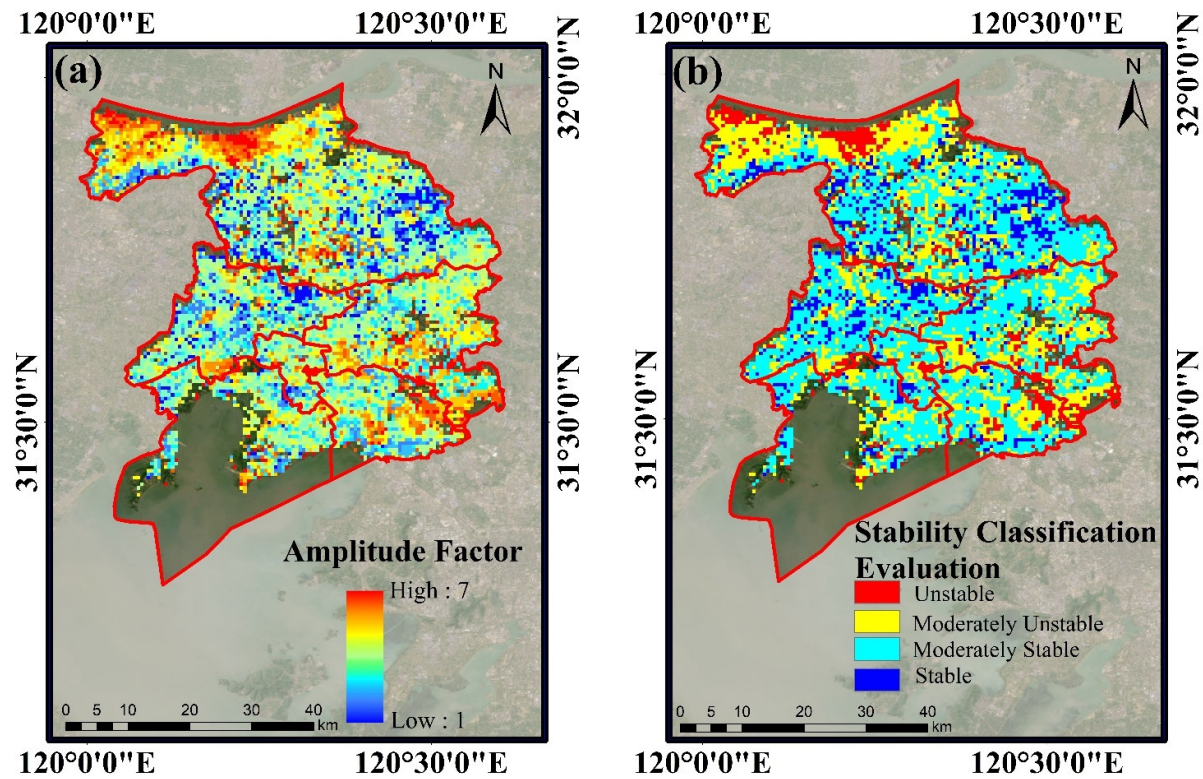 120°0'0"E
120°30'0"E
120°0'0"E
120°30'0"E
(a)
N
32°0'0"N
31°30'0"N
31°30'0"N
Amplitude Factor
High : 7
Low : 1
0 5 10 20 30 40
km
120°0'0"E
120°30'0"E
(b)
N
32°0'0"N
31°30'0"N
Stability Classification
Evaluation
Unstable
Moderately Unstable
Moderately Stable
Stable
0 5 10 20 30 40
km
120°0'0"E
120°30'0"E